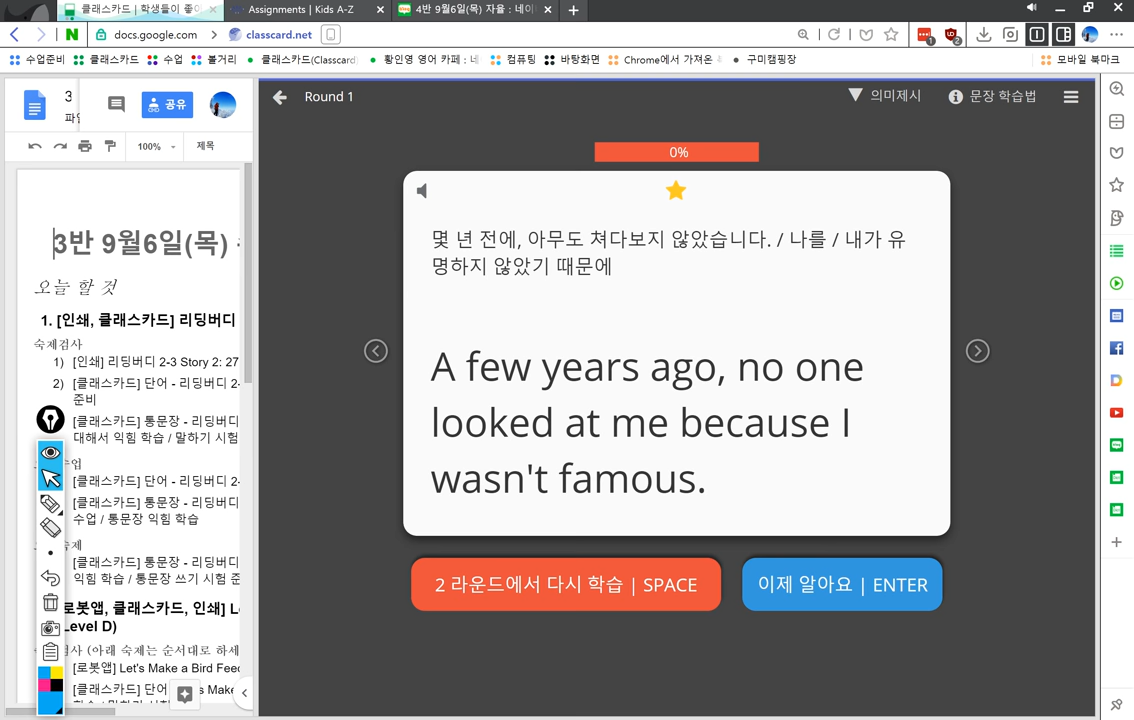 클래스카드 | 학생들이 좋아
Assignments | Kids A-Z
4반 9월6일(목) 자율 : 네이
docs.google.com
classcard.net
수업준비
클래스카드
수업
볼거리
클래스카드(Classcard
황인영 영어 카페 : 네
컴퓨팅
바탕화면
Chrome에서 가져온
구미캠핑장
모바일 북마크
3
공유
100%
제목
3반 9월6일(목)
오늘 할 것
1. [인쇄, 클래스카드] 리딩버디
숙제검사
1) [인쇄] 리딩버디 2-3 Story 2: 27
2) [클래스카드] 단어 - 리딩버디 2-
준비
[클래스카드] 통문장 - 리딩버디
대해서 익힘 학습 / 말하기 시험
수업
[클래스카드] 단어 - 리딩버디 2-
[클래스카드] 통문장 - 리딩버디
수업 / 통문장 익힘 학습
숙제
[클래스카드] 통문장 - 리딩버디
익힘 학습 / 통문장 쓰기 시험 준
로봇앱, 클래스카드, 인쇄]
Level D)
(아래 숙제는 순서대로 하세
[로봇앱] Let's Make a Bird Feed
[클래스카드] 단어
Round 1
의미제시
문장 학습법
0%
몇 년 전에, 아무도 쳐다보지 않았습니다. / 나를 / 내가 유
명하지 않았기 때문에
A few years ago, no one
looked at me because I
wasn't famous.
2 라운드에서 다시 학습 | SPACE
이제 알아요 | ENTER